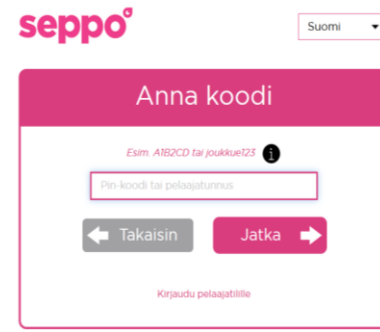 seppo
Suomi
Anna koodi
Esim. A1B2CD tai joukkue123
Pin-koodi tai pelaajatunnus
Takaisin
Jatka
Kirjaudu pelaajatilille